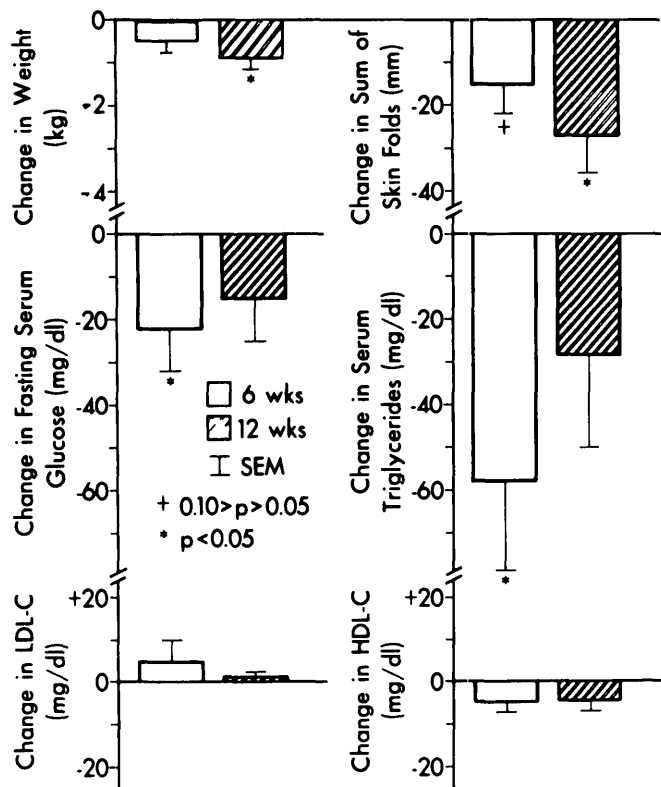 Change in Weight
(kg)
0
-2
-4
*
Change in Sum of
Skin Folds (mm)
0
-20
-40
+
*
Change in Fasting Serum
Glucose (mg/dl)
0
-20
-40
-60
*
6 wks
12 wks
SEM
+ 0.10>p>0.05
* p<0.05
Change in Serum
Triglycerides (mg/dl)
0
-20
-40
-60
*
Change in LDL-C
(mg/dl)
+20
0
-20
Change in HDL-C
(mg/dl)
+20
0
-20